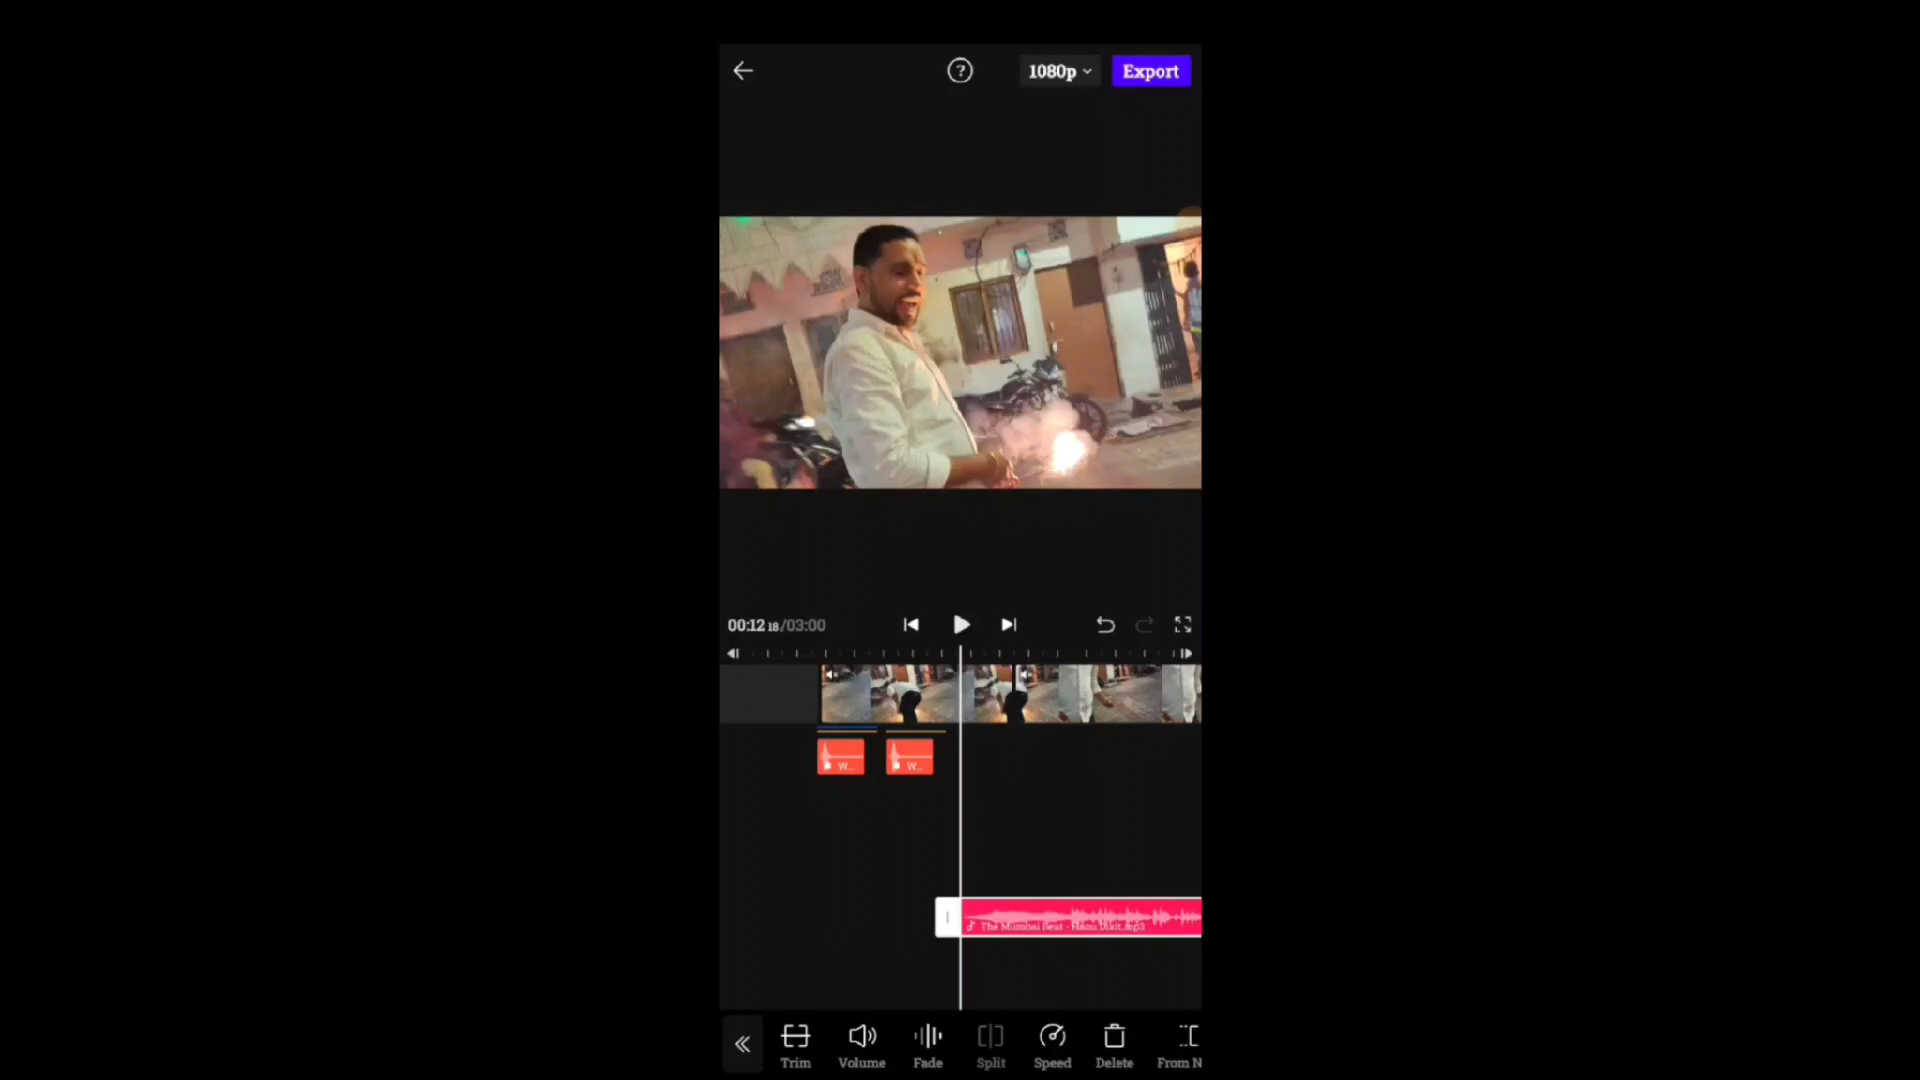 1080p
Export
00:12 18/03:00
W...
W...
The Mumbai Beat - Hanu Dixit.mp3
Trim
Volume
Fade
Split
Speed
Delete
From N